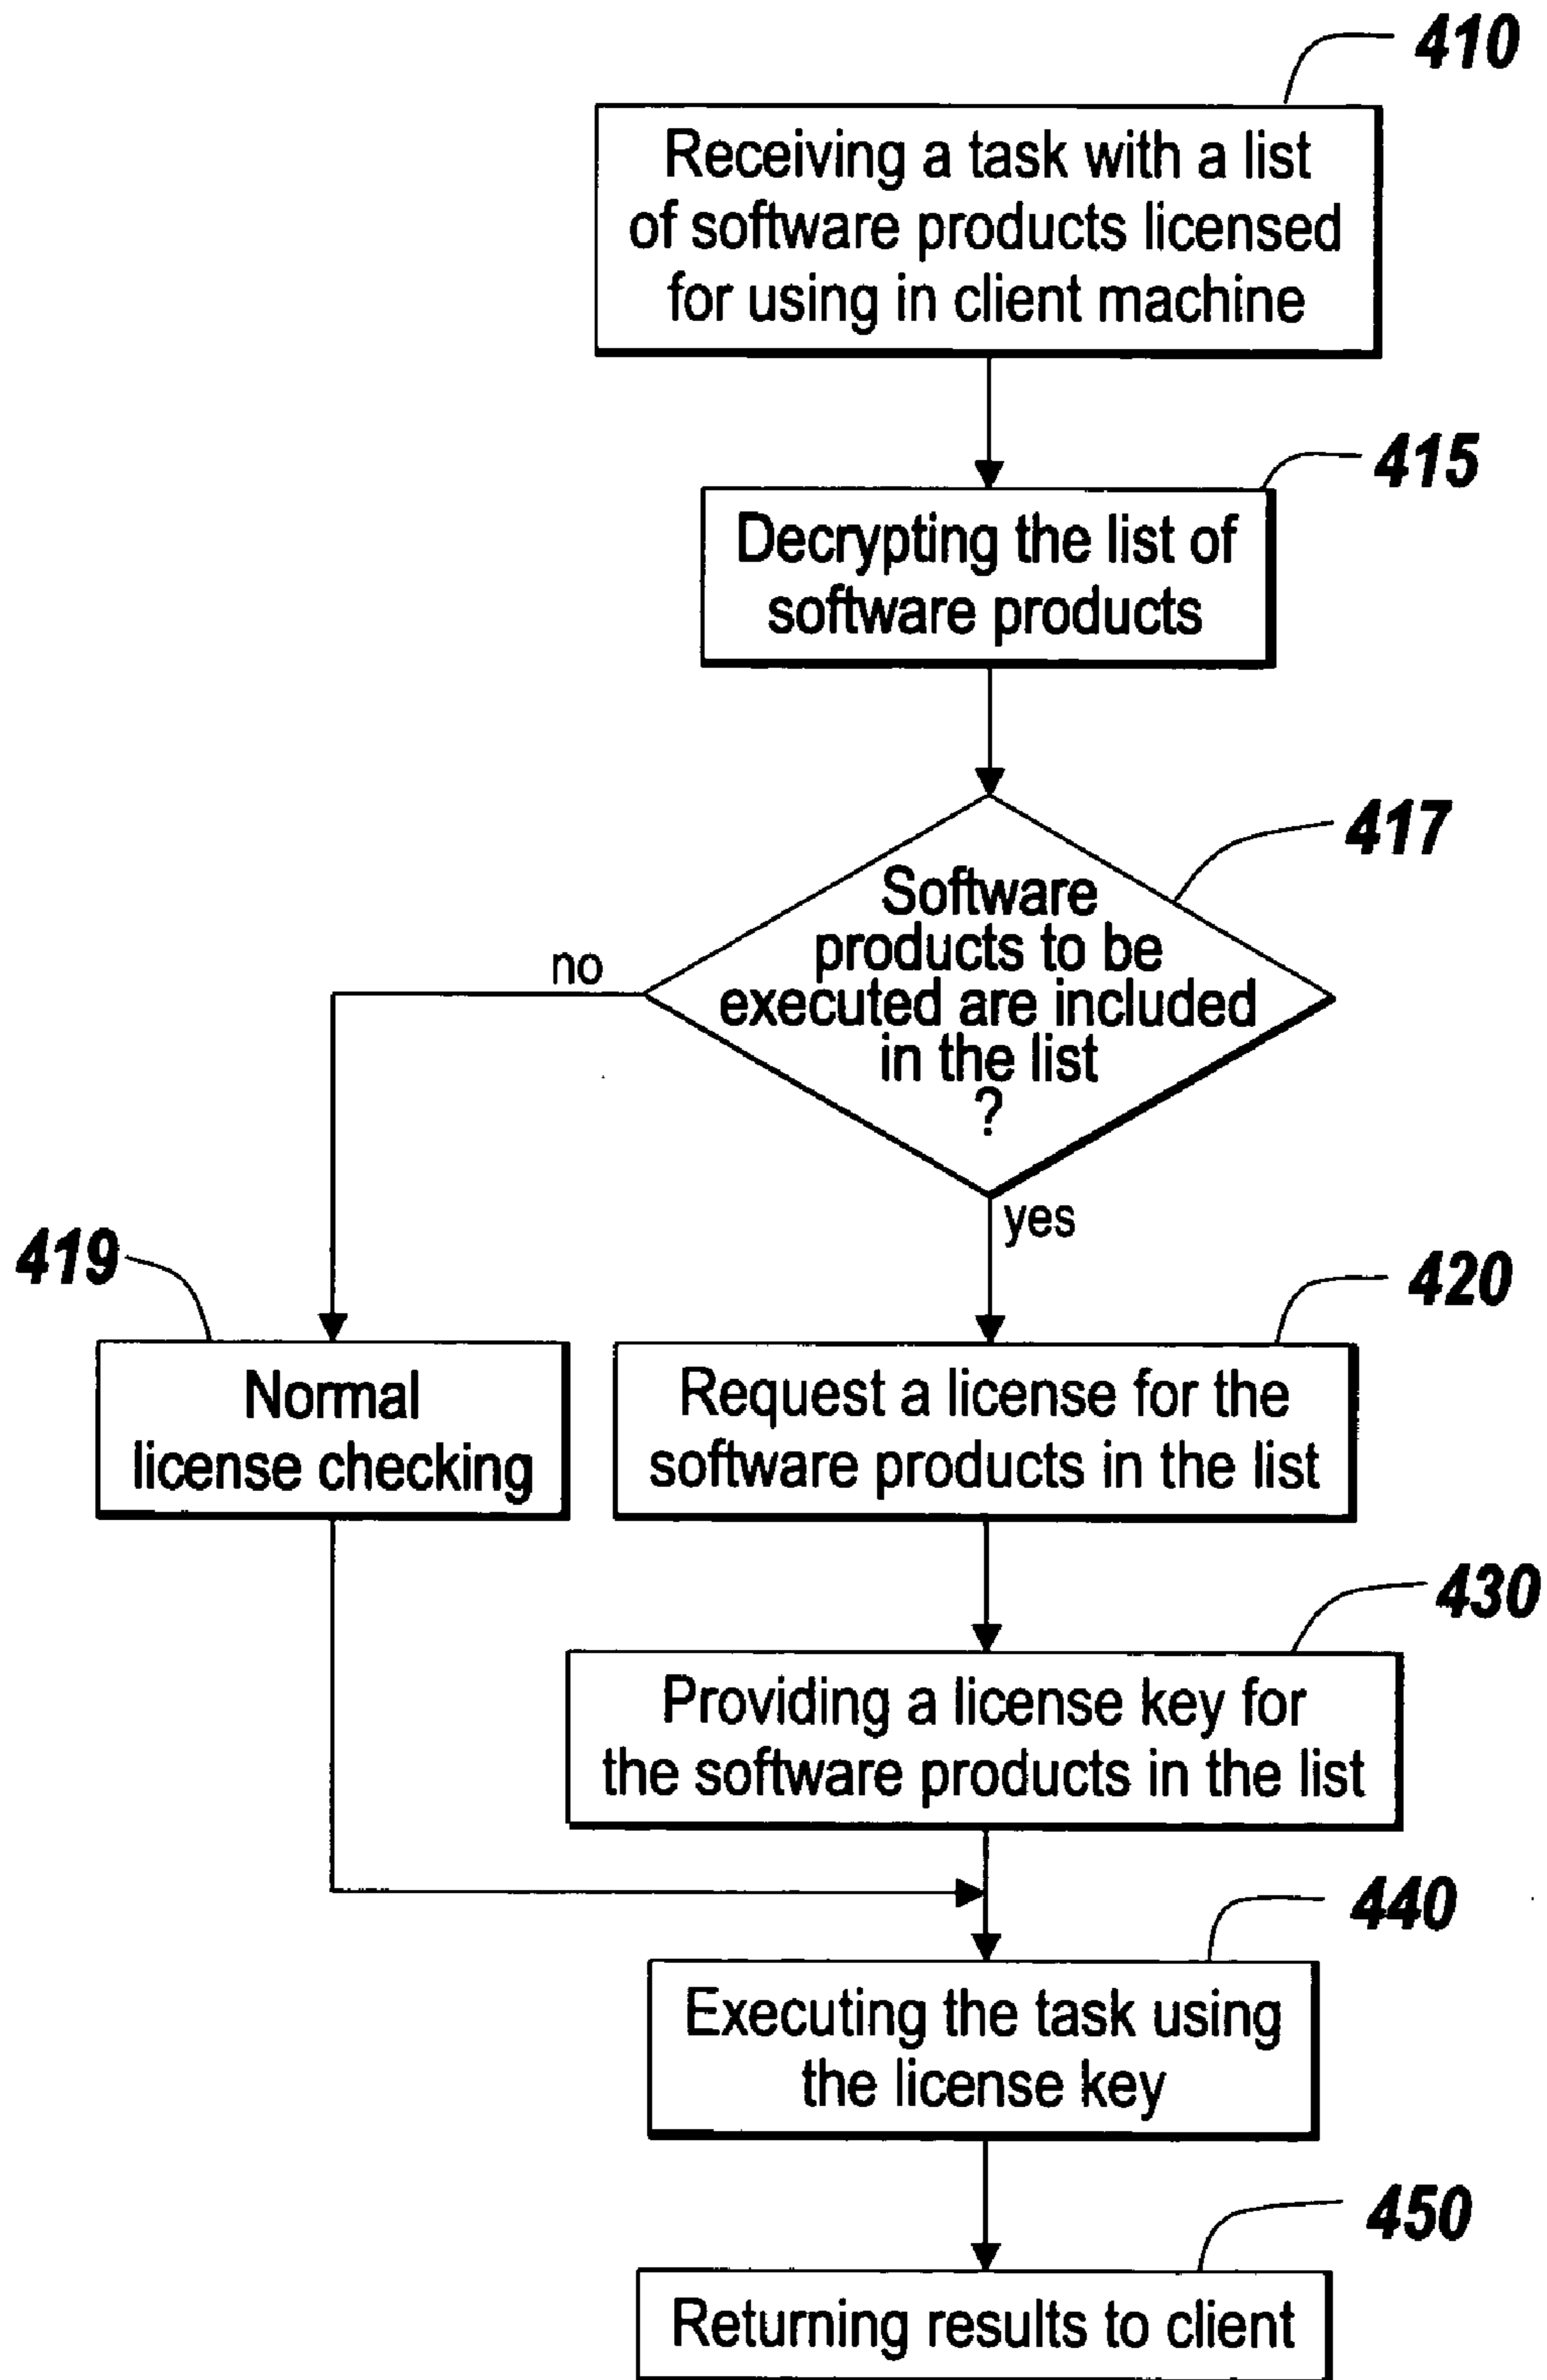 410
Receiving a task with a list
of software products licensed
for using in client machine
415
Decrypting the list of
software products
417
Software
products to be
executed are included
in the list
?
no
yes
419
Normal
license checking
420
Request a license for the
software products in the list
430
Providing a license key for
the software products in the list
440
Executing the task using
the license key
450
Returning results to client